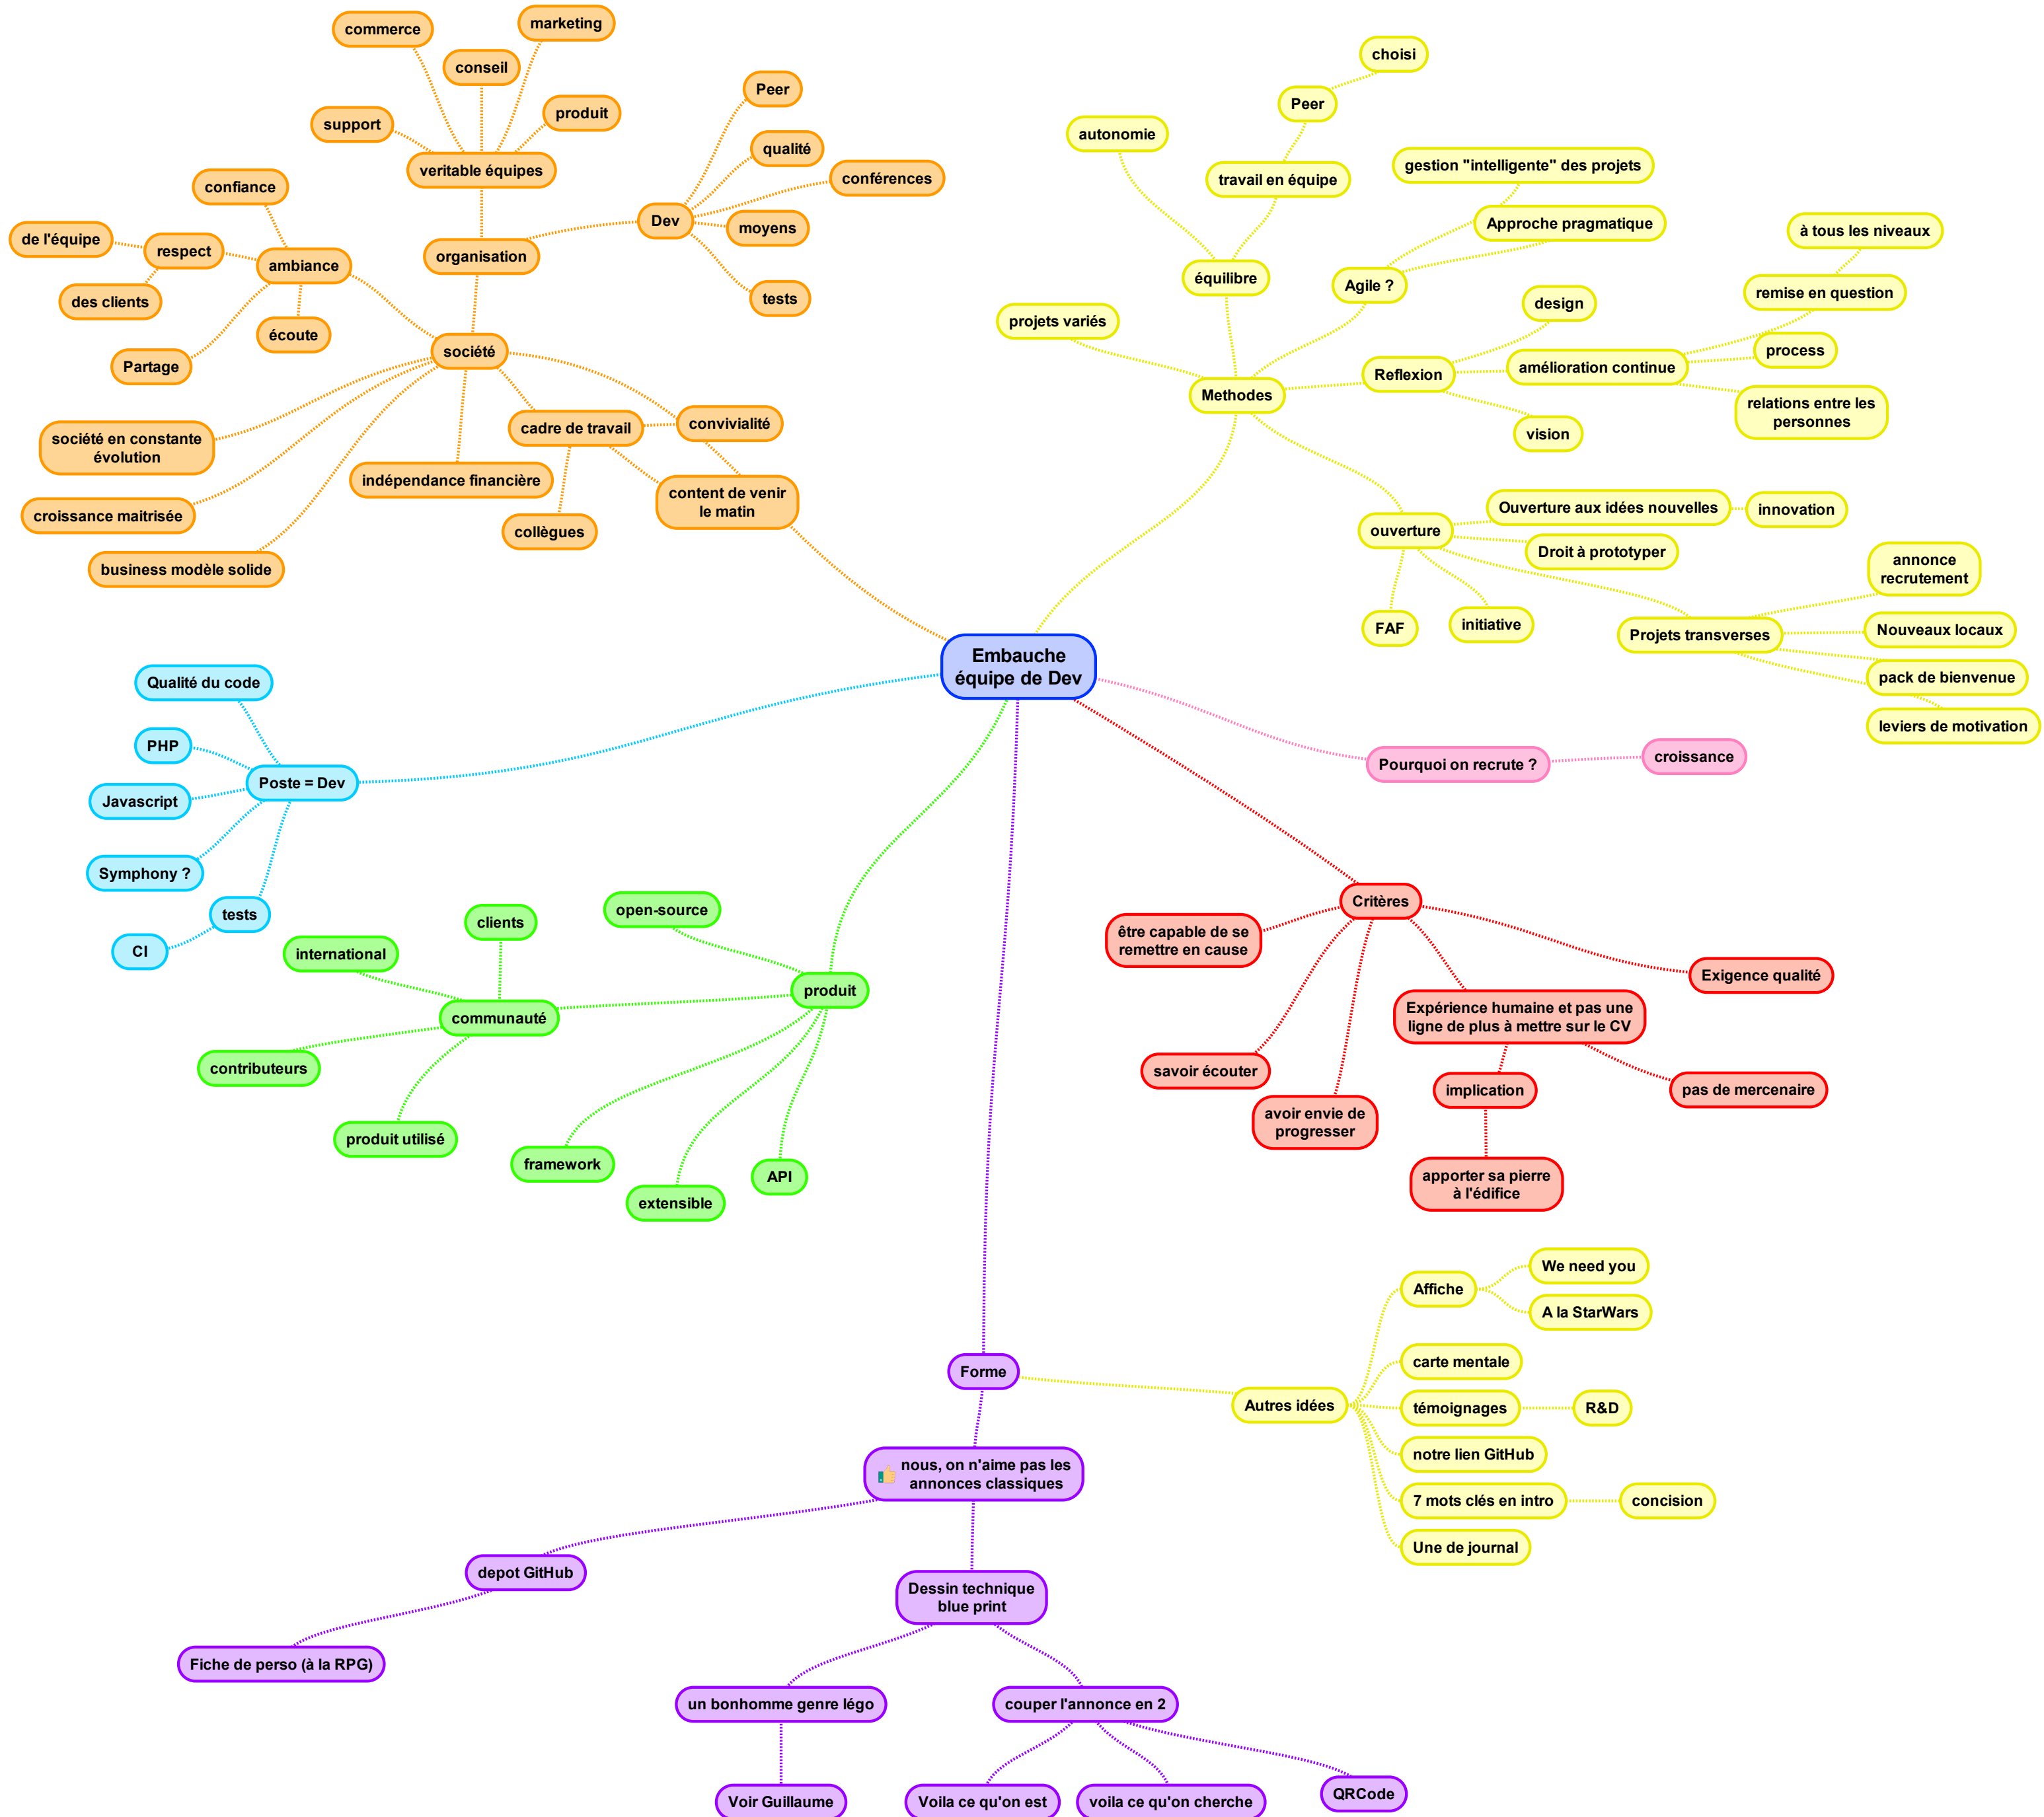 Embauche
équipe de Dev
société
organisation
veritable équipes
support
commerce
conseil
marketing
produit
Dev
Peer
qualité
conférences
moyens
tests
ambiance
confiance
respect
de l'équipe
des clients
Partage
écoute
société en constante
évolution
croissance maitrisée
business modèle solide
indépendance financière
cadre de travail
convivialité
content de venir
le matin
collègues
Methodes
projets variés
équilibre
autonomie
travail en équipe
Peer
choisi
Agile ?
gestion "intelligente" des projets
Approche pragmatique
Reflexion
design
amélioration continue
remise en question
à tous les niveaux
process
relations entre les
personnes
vision
ouverture
Ouverture aux idées nouvelles
innovation
Droit à prototyper
FAF
initiative
Projets transverses
annonce
recrutement
Nouveaux locaux
pack de bienvenue
leviers de motivation
Pourquoi on recrute ?
croissance
Poste = Dev
Qualité du code
PHP
Javascript
Symphony ?
tests
CI
produit
open-source
communauté
clients
international
contributeurs
produit utilisé
framework
extensible
API
Critères
être capable de se
remettre en cause
savoir écouter
avoir envie de
progresser
Expérience humaine et pas une
ligne de plus à mettre sur le CV
implication
apporter sa pierre
à l'édifice
pas de mercenaire
Exigence qualité
Forme
Autres idées
Affiche
We need you
A la StarWars
carte mentale
témoignages
R&D
notre lien GitHub
7 mots clés en intro
concision
Une de journal
nous, on n'aime pas les
annonces classiques
depot GitHub
Fiche de perso (à la RPG)
Dessin technique
blue print
un bonhomme genre légo
Voir Guillaume
couper l'annonce en 2
Voila ce qu'on est
voila ce qu'on cherche
QRCode